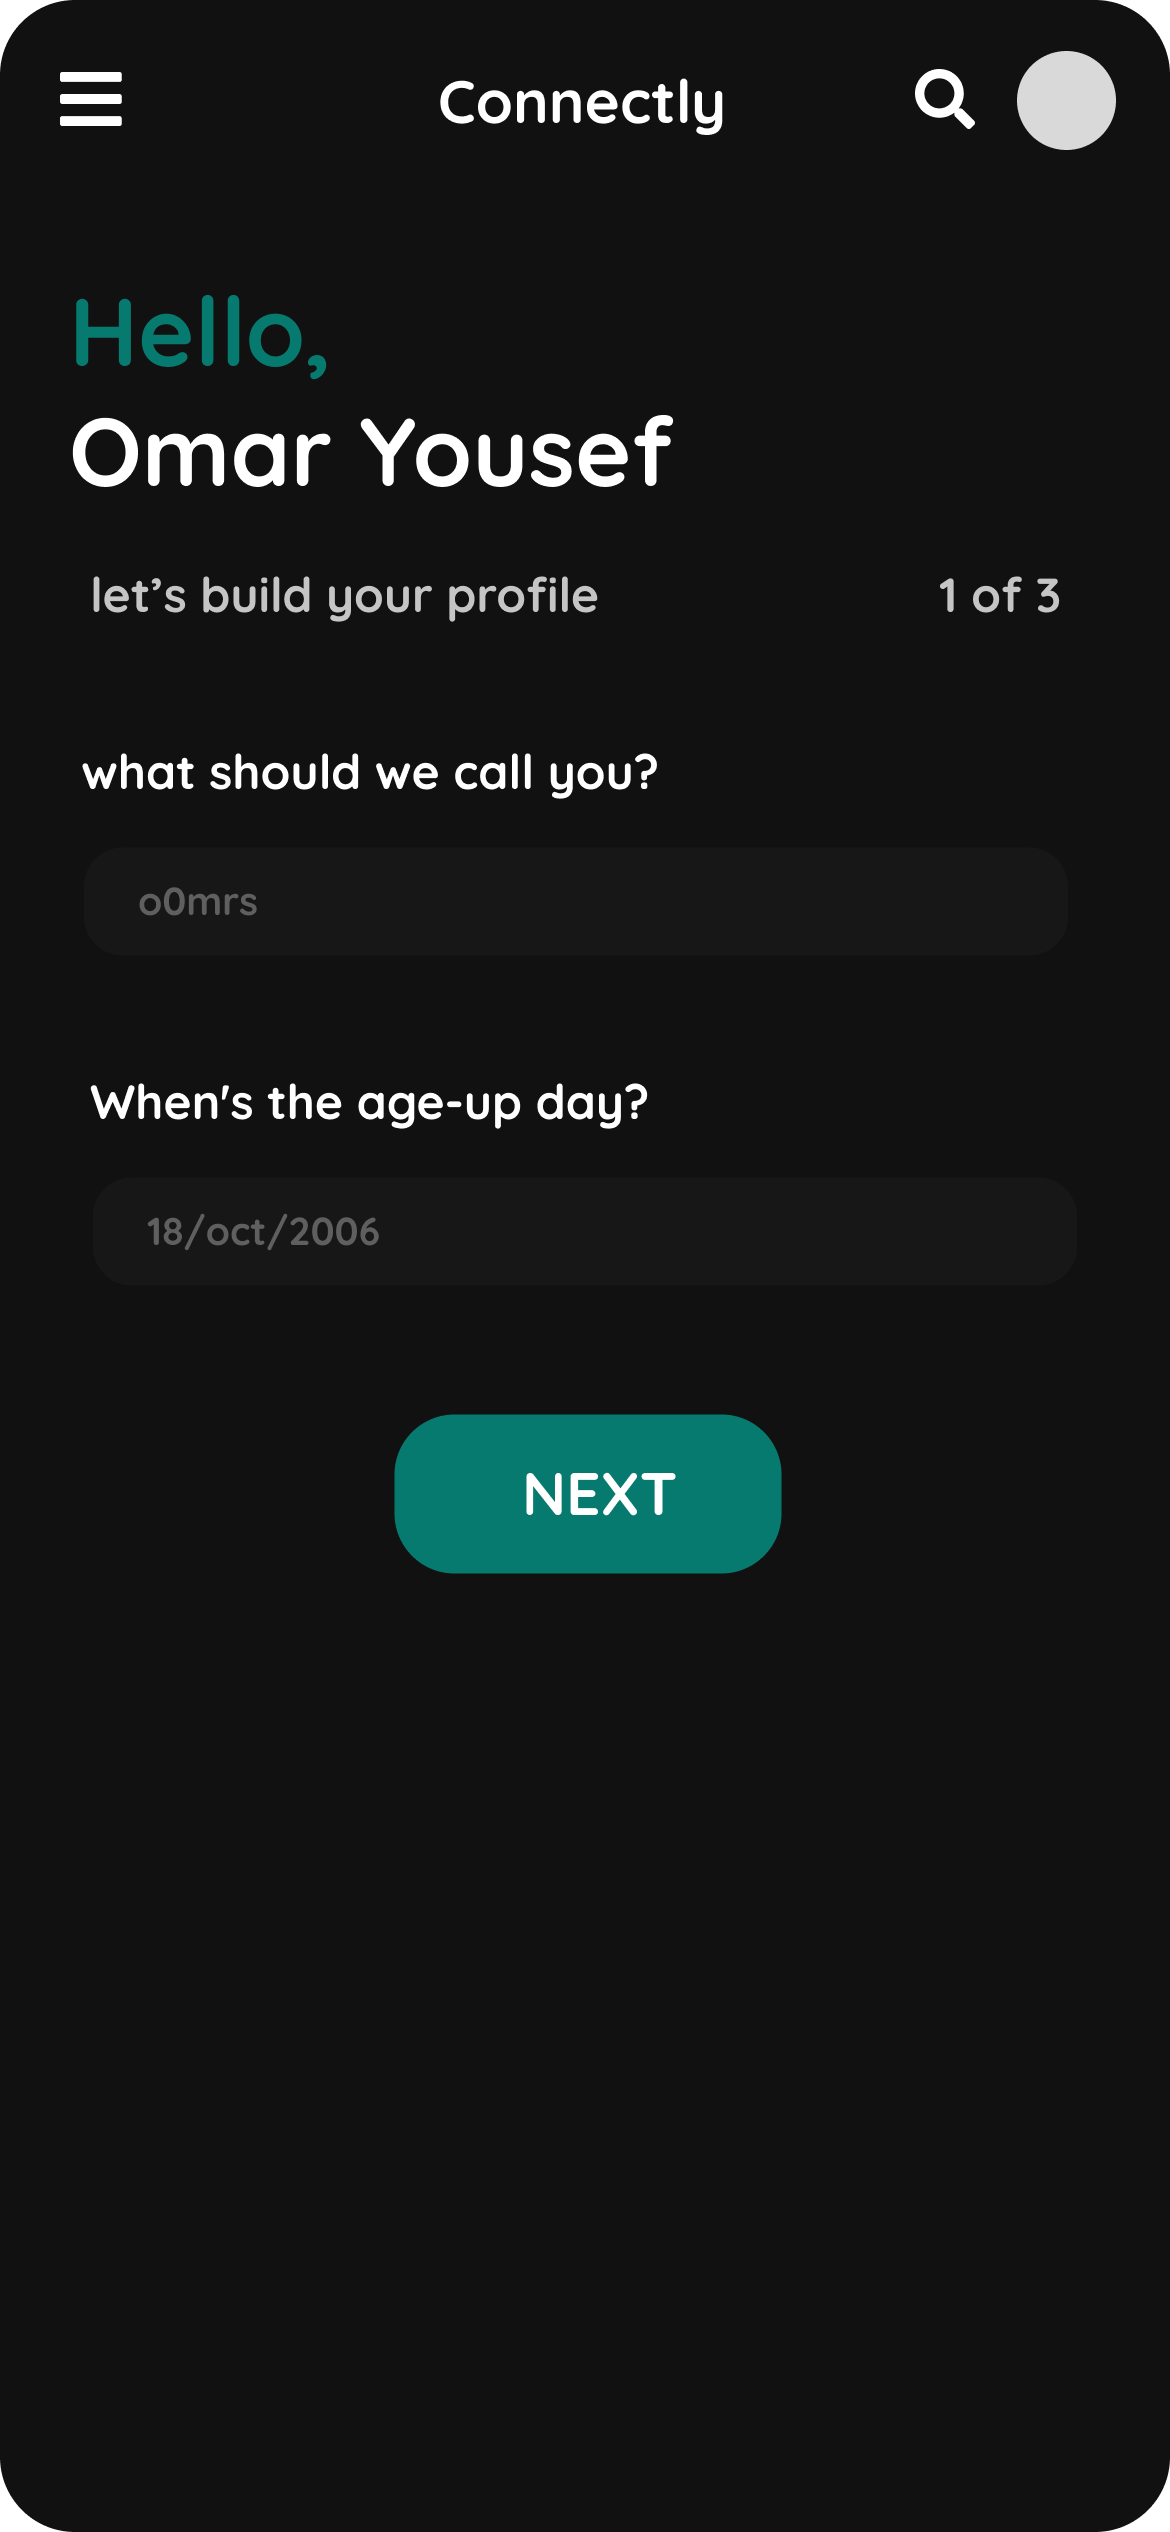 Connectly
Hello,
Omar Yousef
let’s build your profile 1 of 3
what should we call you?
o0mrs
When's the age-up day?
18/oct/2006
NEXT